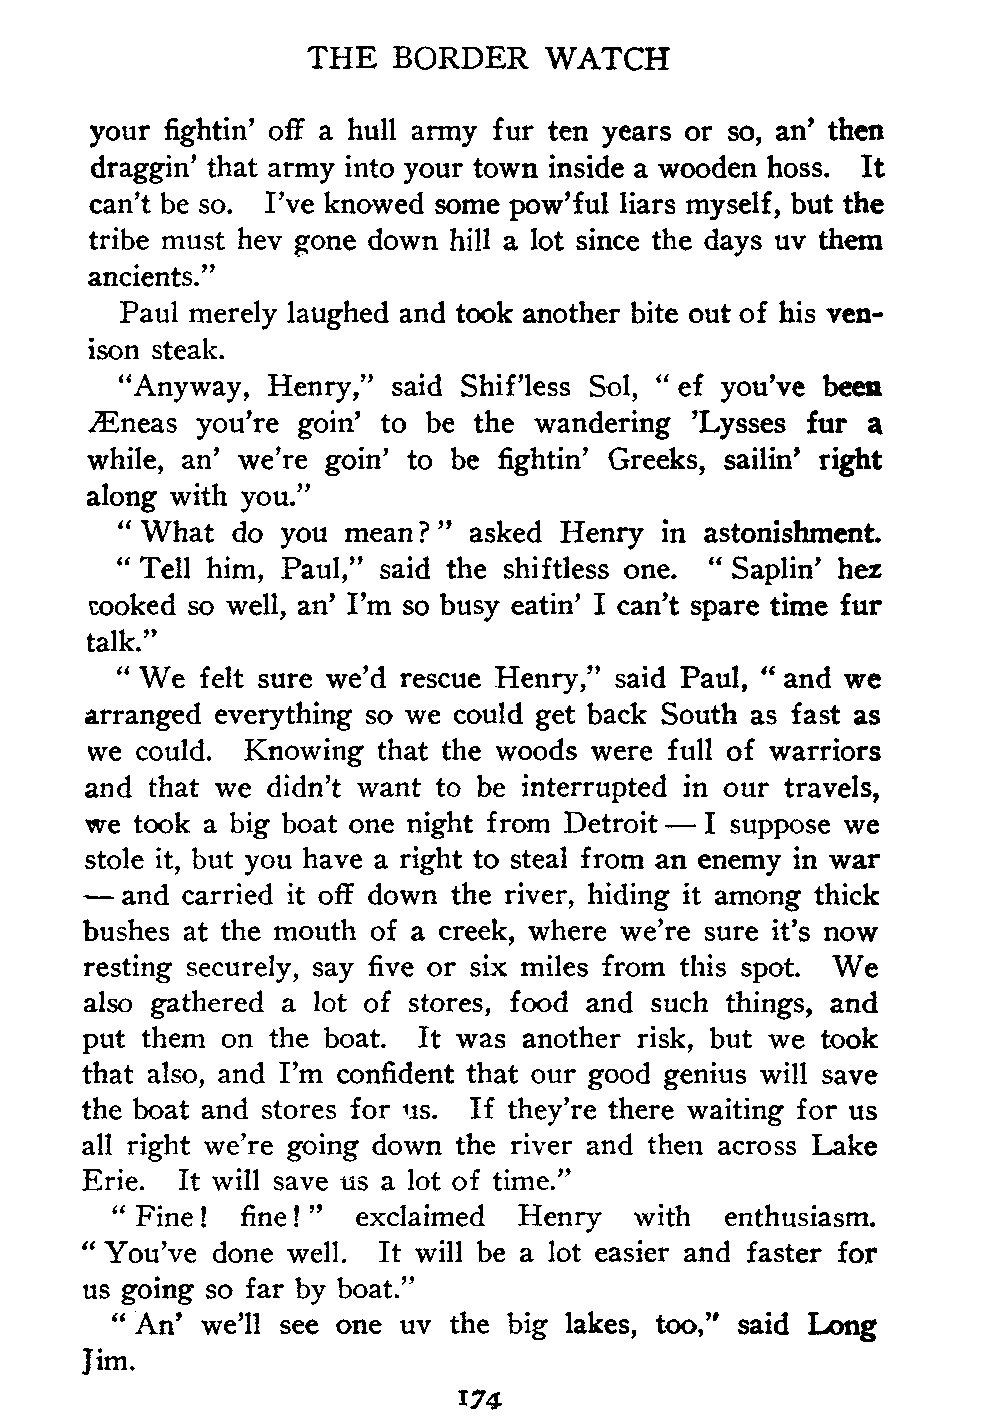 THE BORDER WATCH
your fightin' off a hull army fur ten years or so, an' then
draggin' that army into your town inside a wooden hoss. It
can't be so. I've knowed some pow'ful liars myself, but the
tribe must hev gone down hill a lot since the days uv them
ancients."
Paul merely laughed and took another bite out of his ven-
ison steak.
"Anyway, Henry," said Shif'less Sol, "ef you've been
Æneas you're goin' to be the wandering 'Lysses fur a
while, an' we're goin' to be fightin' Greeks, sailin' right
along with you."
"What do you mean?" asked Henry in astonishment.
"Tell him, Paul," said the shiftless one. "Saplin' hez
cooked so well, an' I'm so busy eatin' I can't spare time fur
talk."
"We felt sure we'd rescue Henry," said Paul, "and we
arranged everything so we could get back South as fast as
we could. Knowing that the woods were full of warriors
and that we didn't want to be interrupted in our travels,
we took a big boat one night from Detroit — I suppose we
stole it, but you have a right to steal from an enemy in war
— and carried it off down the river, hiding it among thick
bushes at the mouth of a creek, where we're sure it's now
resting securely, say five or six miles from this spot. We
also gathered a lot of stores, food and such things, and
put them on the boat. It was another risk, but we took
that also, and I'm confident that our good genius will save
the boat and stores for us. If they're there waiting for us
all right we're going down the river and then across Lake
Erie. It will save us a lot of time."
"Fine! fine!" exclaimed Henry with enthusiasm.
"You've done well. It will be a lot easier and faster for
us going so far by boat."
"An' we'll see one uv the big lakes, too," said Long
Jim.
174